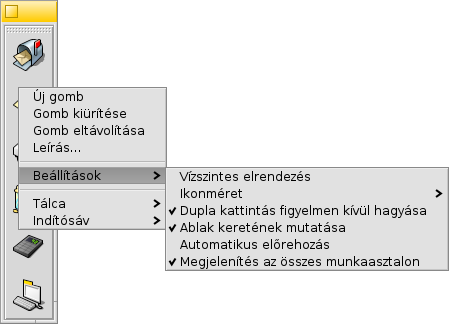 Új gomb
Gomb kiürítése
Gomb eltávolítása
Leírás...
Beállítások
Tálca
Indítósáv
Vízszintes elrendezés
Ikonméret
Dupla kattintás figyelmen kívül hagyása
Ablak keretének mutatása
Automatikus előrehozás
Megjelenítés az összes munkaasztalon